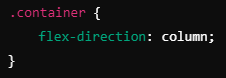 .container {
    flex-direction: column;
}